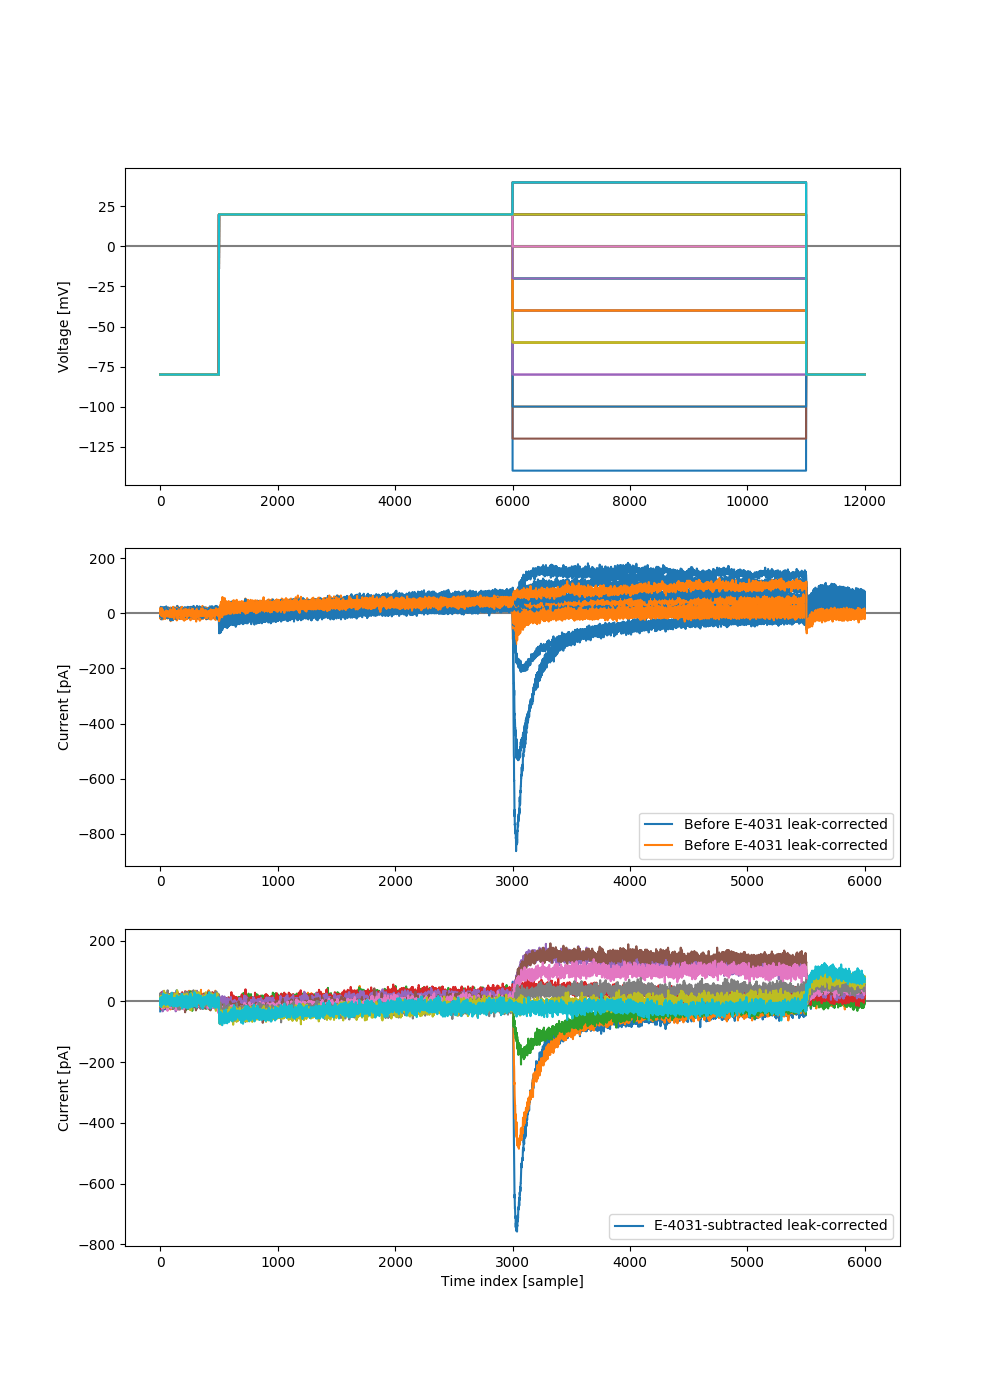 25
0
−25
−50
−75
−100
−125
Voltage [mV]
0 2000 4000 6000 8000 10000 12000
200
0
−200
−400
−600
−800
Current [pA]
Before E-4031 leak-corrected
Before E-4031 leak-corrected
0 1000 2000 3000 4000 5000 6000
200
0
−200
−400
−600
−800
Current [pA]
E-4031-subtracted leak-corrected
0 1000 2000 3000 4000 5000 6000
Time index [sample]